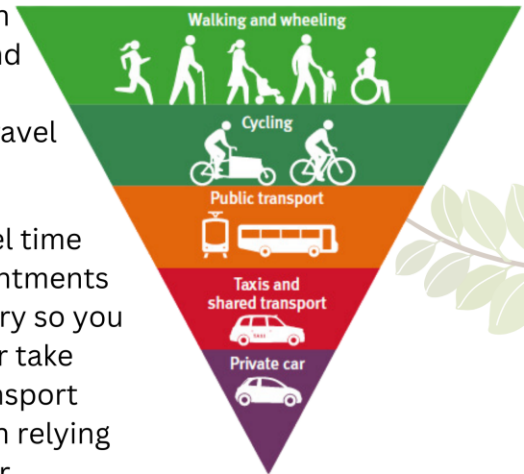 Walking and wheeling
Cycling
Public transport
Taxis and
shared transport
TAXI
Private car
avel
el time
ntments
ry so you
r take
nsport
n relying